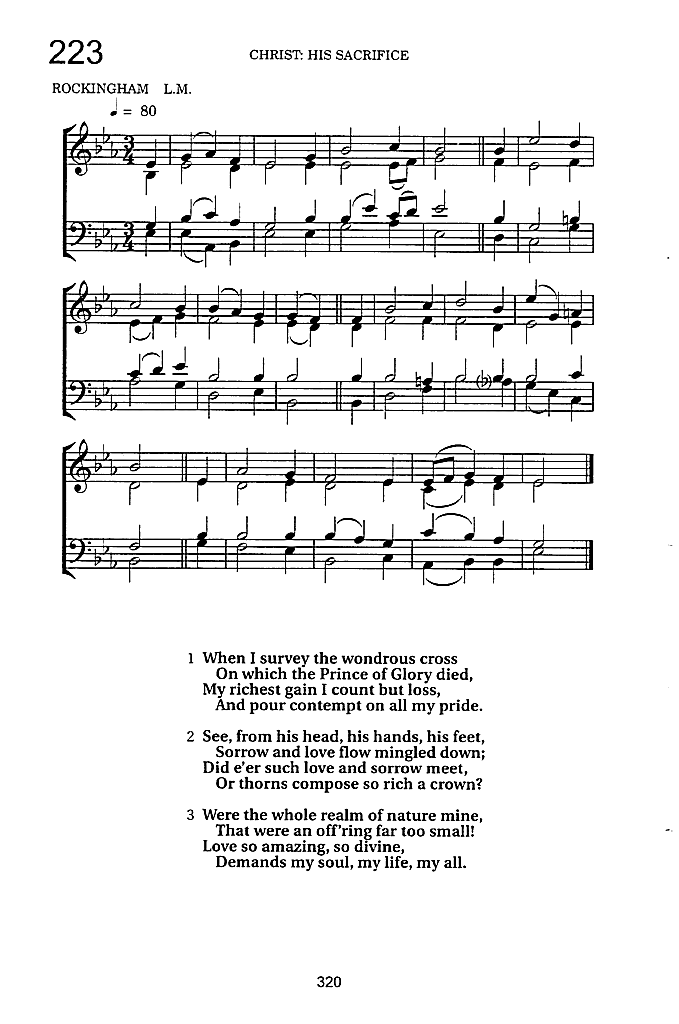 223
CHRIST: HIS SACRIFICE
ROCKINGHAM L.M.
♩ = 80
3
4
3
4
1 When I survey the wondrous cross
On which the Prince of Glory died,
My richest gain I count but loss,
And pour contempt on all my pride.
2 See, from his head, his hands, his feet,
Sorrow and love flow mingled down;
Did e'er such love and sorrow meet,
Or thorns compose so rich a crown?
3 Were the whole realm of nature mine,
That were an off'ring far too small!
Love so amazing, so divine,
Demands my soul, my life, my all.
320